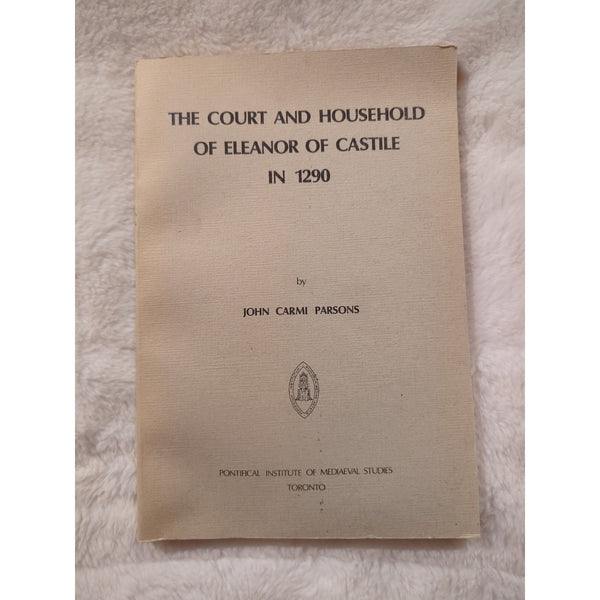 THE COURT AND HOUSEHOLD
OF ELEANOR OF CASTILE
IN 1290
by
JOHN CARMI PARSONS
PONTIFICAL INSTITUTE OF MEDIAEVAL STUDIES
TORONTO